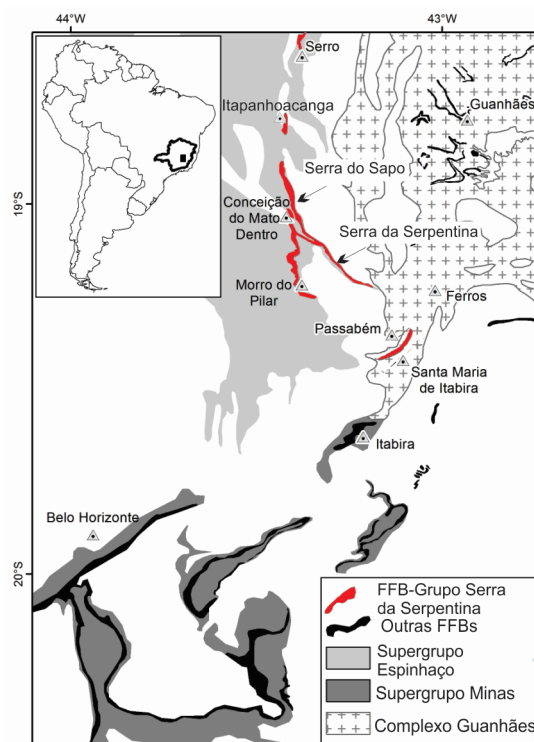 44°W
43°W
Serro
Itapanhoacanga
Guanhães
Serra do Sapo
19°S
Conceição
do Mato
Dentro
Serra da Serpentina
Morro do
Pilar
Ferros
Passabém
Santa Maria
de Itabira
Itabira
Belo Horizonte
20°S
FFB-Grupo Serra
da Serpentina
Outras FFBs
Supergrupo
Espinhaço
Supergrupo Minas
Complexo Guanhães